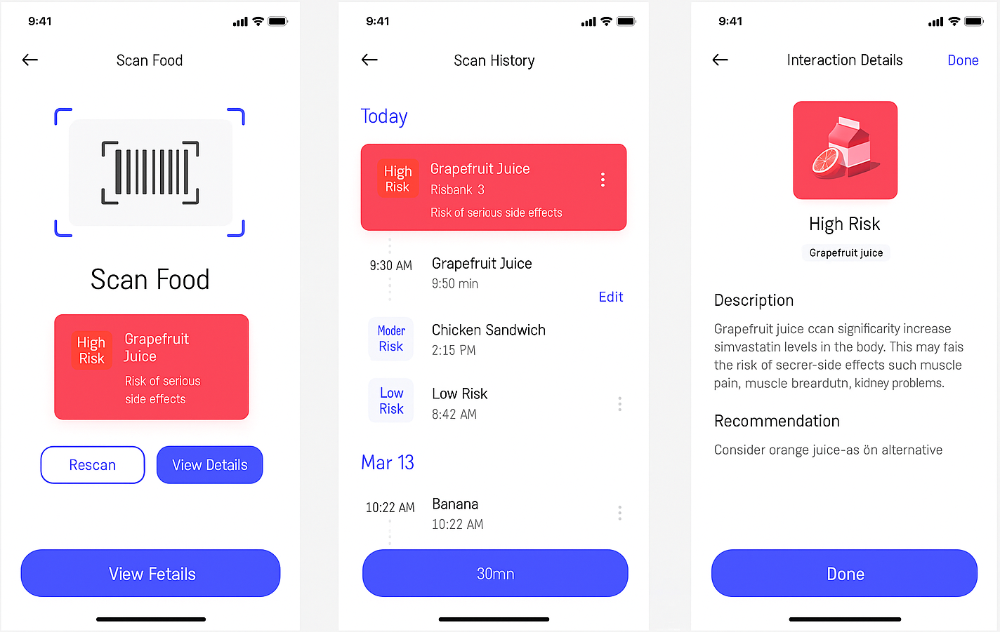 9:41
Scan Food
Scan Food
High
Risk
Grapefruit
Juice
Risk of serious
side effects
Rescan
View Details
View Fetails
9:41
Scan History
Today
High
Risk
Grapefruit Juice
Risbank 3
Risk of serious side effects
9:30 AM
Grapefruit Juice
9:50 min
Edit
Moder
Risk
Chicken Sandwich
2:15 PM
Low
Risk
Low Risk
8:42 AM
Mar 13
10:22 AM
Banana
10:22 AM
30mn
9:41
Interaction Details
Done
High Risk
Grapefruit juice
Description
Grapefruit juice ccan significarity increase
simvastatin levels in the body. This may fais
the risk of secrer-side effects such muscle
pain, muscle breardutn, kidney problems.
Recommendation
Consider orange juice-as ön alternative
Done